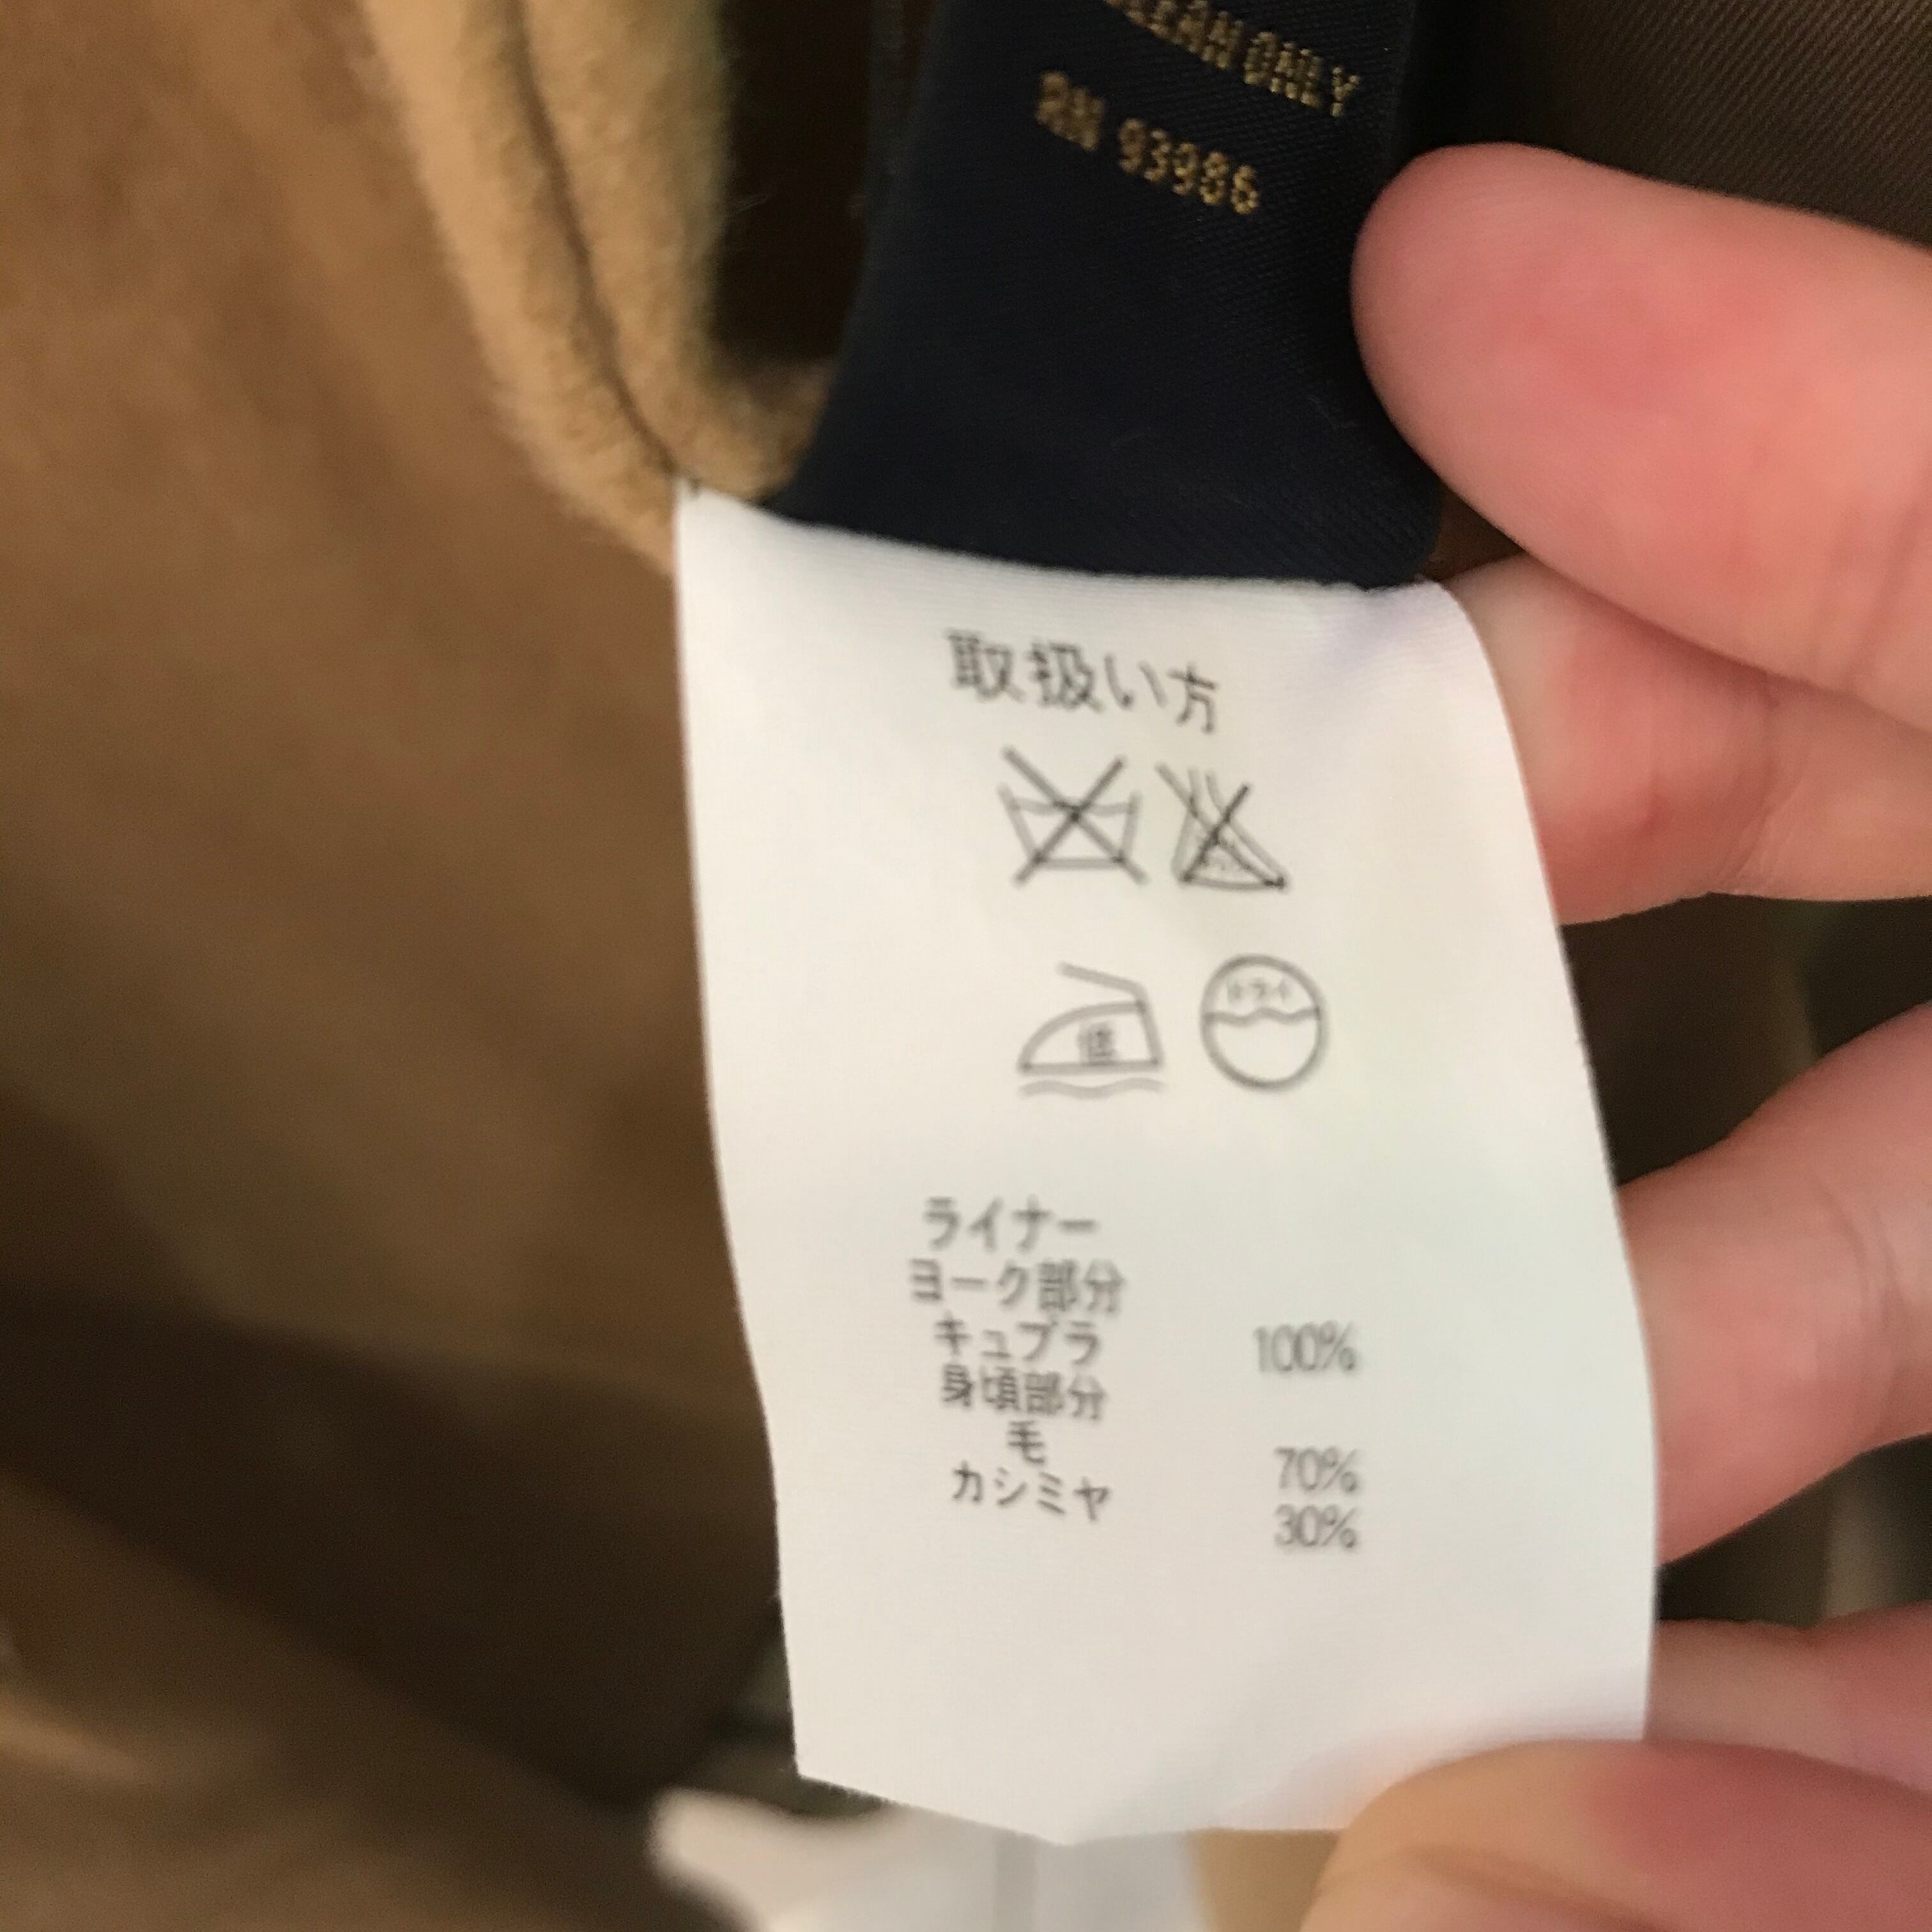 CLEAN ONLY
RN 93986
取扱い方
低
ドライ
ライナー
ヨーク部分
キュプラ 100%
身頃部分
毛 70%
カシミヤ 30%